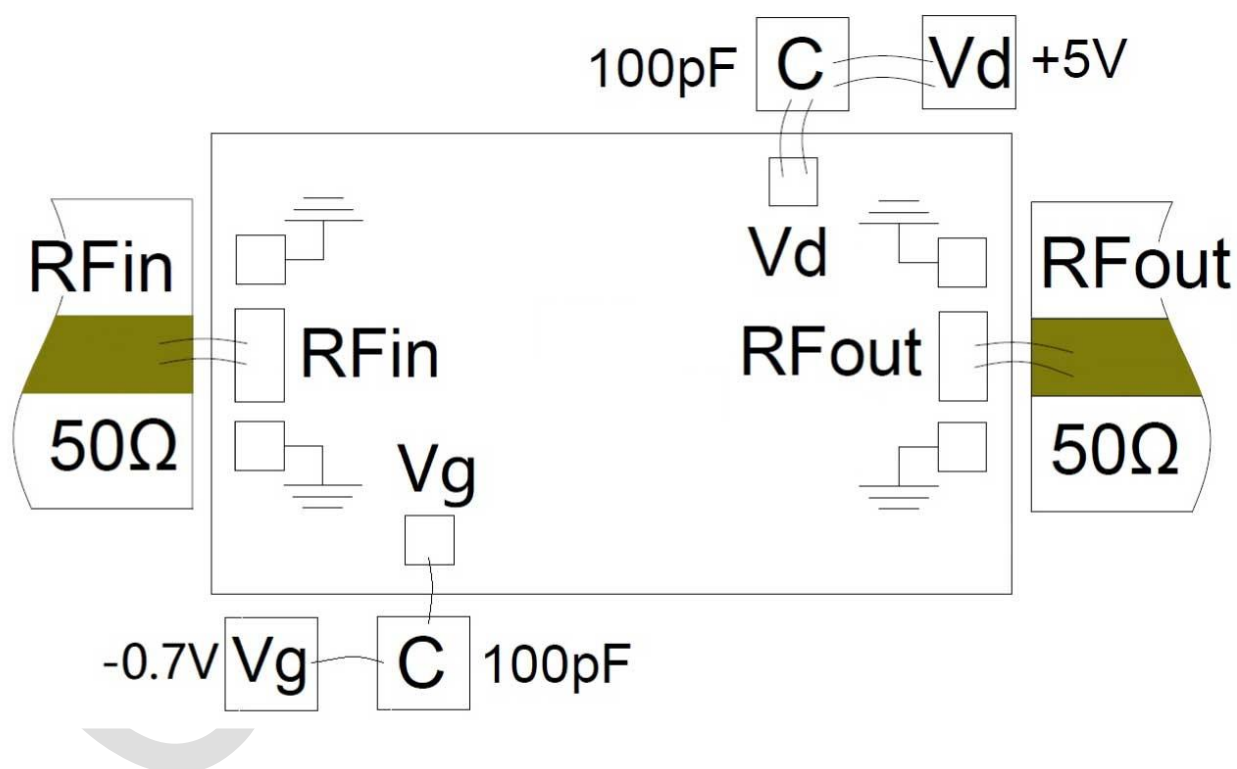 100pF C Vd +5V
Vd
RFin
RFout
RFin
RFout
50Ω
50Ω
Vg
-0.7V Vg C 100pF